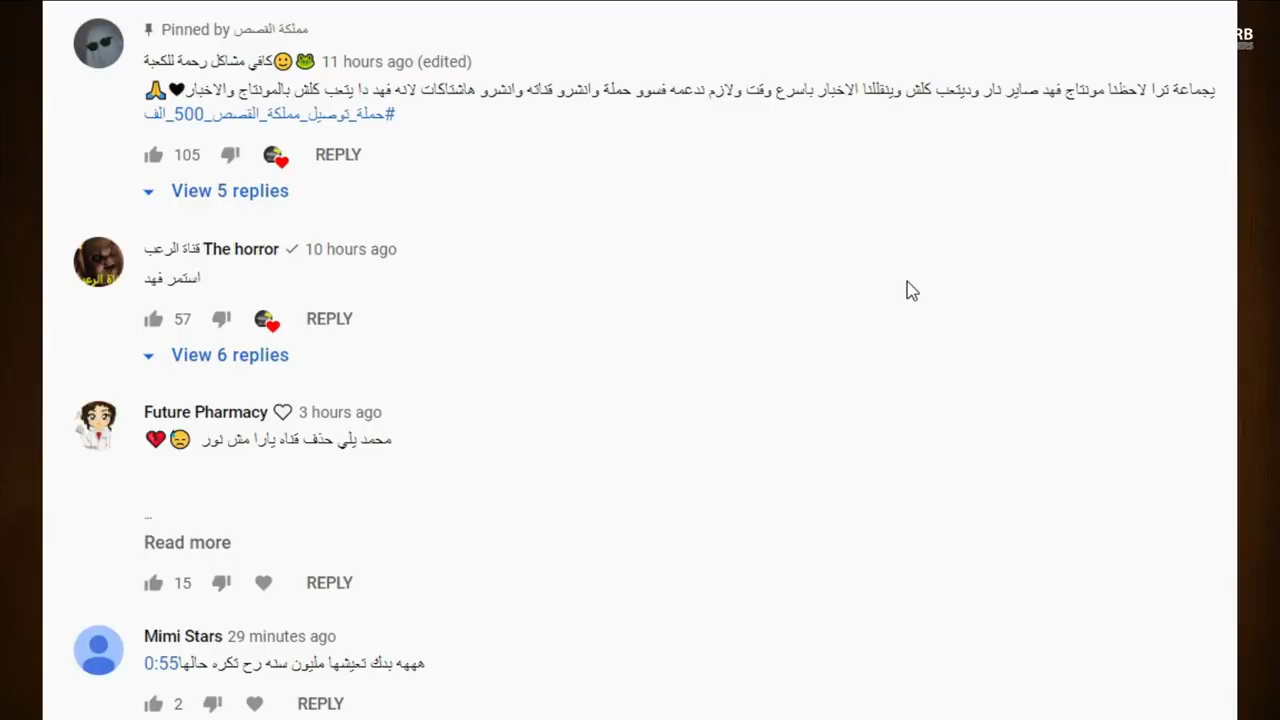 Pinned by مملكة القصص
كافي مشاكل رحمة للكعبة🙂🐸 11 hours ago (edited)
يجماعة ترا لاحظنا مونتاج فهد صاير نار وديتعب كلش وينقللنا الاخبار باسرع وقت ولازم ندعمه فسوو حملة وانشرو قناته وانشرو هاشتاكات لانه فهد دا يتعب كلش بالمونتاج والاخبار🖤🙏
#حملة_توصيل_مملكة_القصص_500_الف
105 REPLY
View 5 replies
قناة الرعب The horror 10 hours ago
استمر فهد
57 REPLY
View 6 replies
Future Pharmacy ♡ 3 hours ago
محمد يلي حذف قناه يارا مش نور 😓💔
...
Read more
15 REPLY
Mimi Stars 29 minutes ago
0:55هههه بدك تعيشها مليون سنه رح تكره حالها
2 REPLY